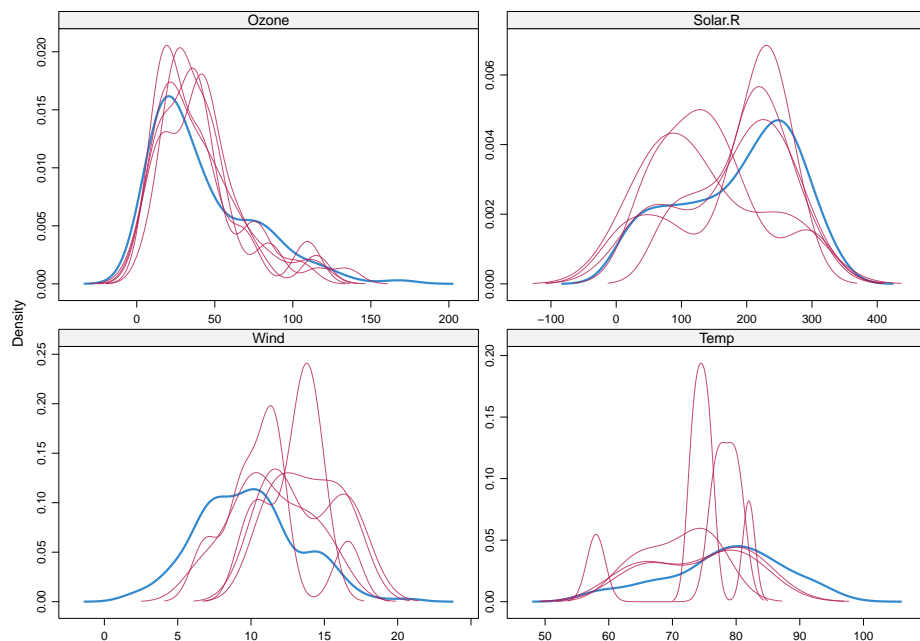 Ozone
Solar.R
0.000 0.005 0.010 0.015 0.020
0 50 100 150 200
0.000 0.002 0.004 0.006
−100 0 100 200 300 400
Density
Wind
Temp
0.00 0.05 0.10 0.15 0.20 0.25
0 5 10 15 20
0.00 0.05 0.10 0.15 0.20
50 60 70 80 90 100